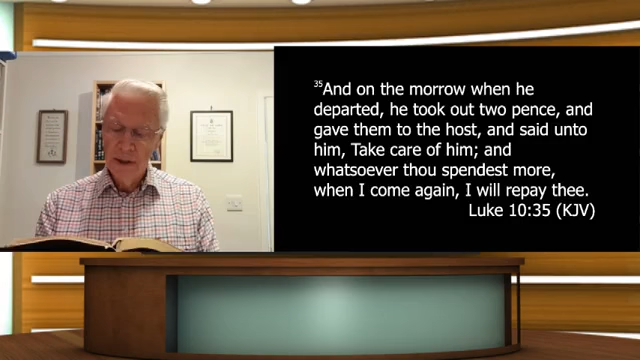 ³⁵And on the morrow when he
departed, he took out two pence, and
gave them to the host, and said unto
him, Take care of him; and
whatsoever thou spendest more,
when I come again, I will repay thee.
Luke 10:35 (KJV)